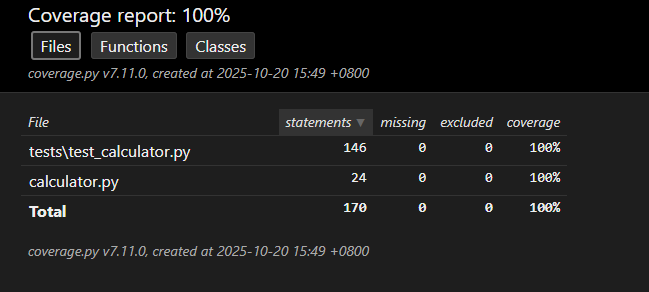 Coverage report: 100%
Files Functions Classes
coverage.py v7.11.0, created at 2025-10-20 15:49 +0800
File statements ▼ missing excluded coverage
tests\test_calculator.py 146 0 0 100%
calculator.py 24 0 0 100%
Total 170 0 0 100%
coverage.py v7.11.0, created at 2025-10-20 15:49 +0800